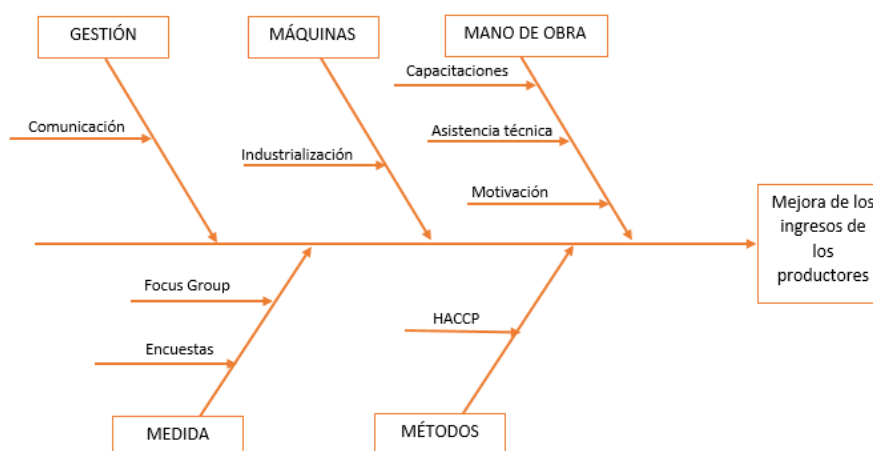 GESTIÓN
MÁQUINAS
MANO DE OBRA
Capacitaciones
Comunicación
Asistencia técnica
Industrialización
Motivación
Mejora de los
ingresos de
los
productores
Focus Group
HACCP
Encuestas
MEDIDA
MÉTODOS